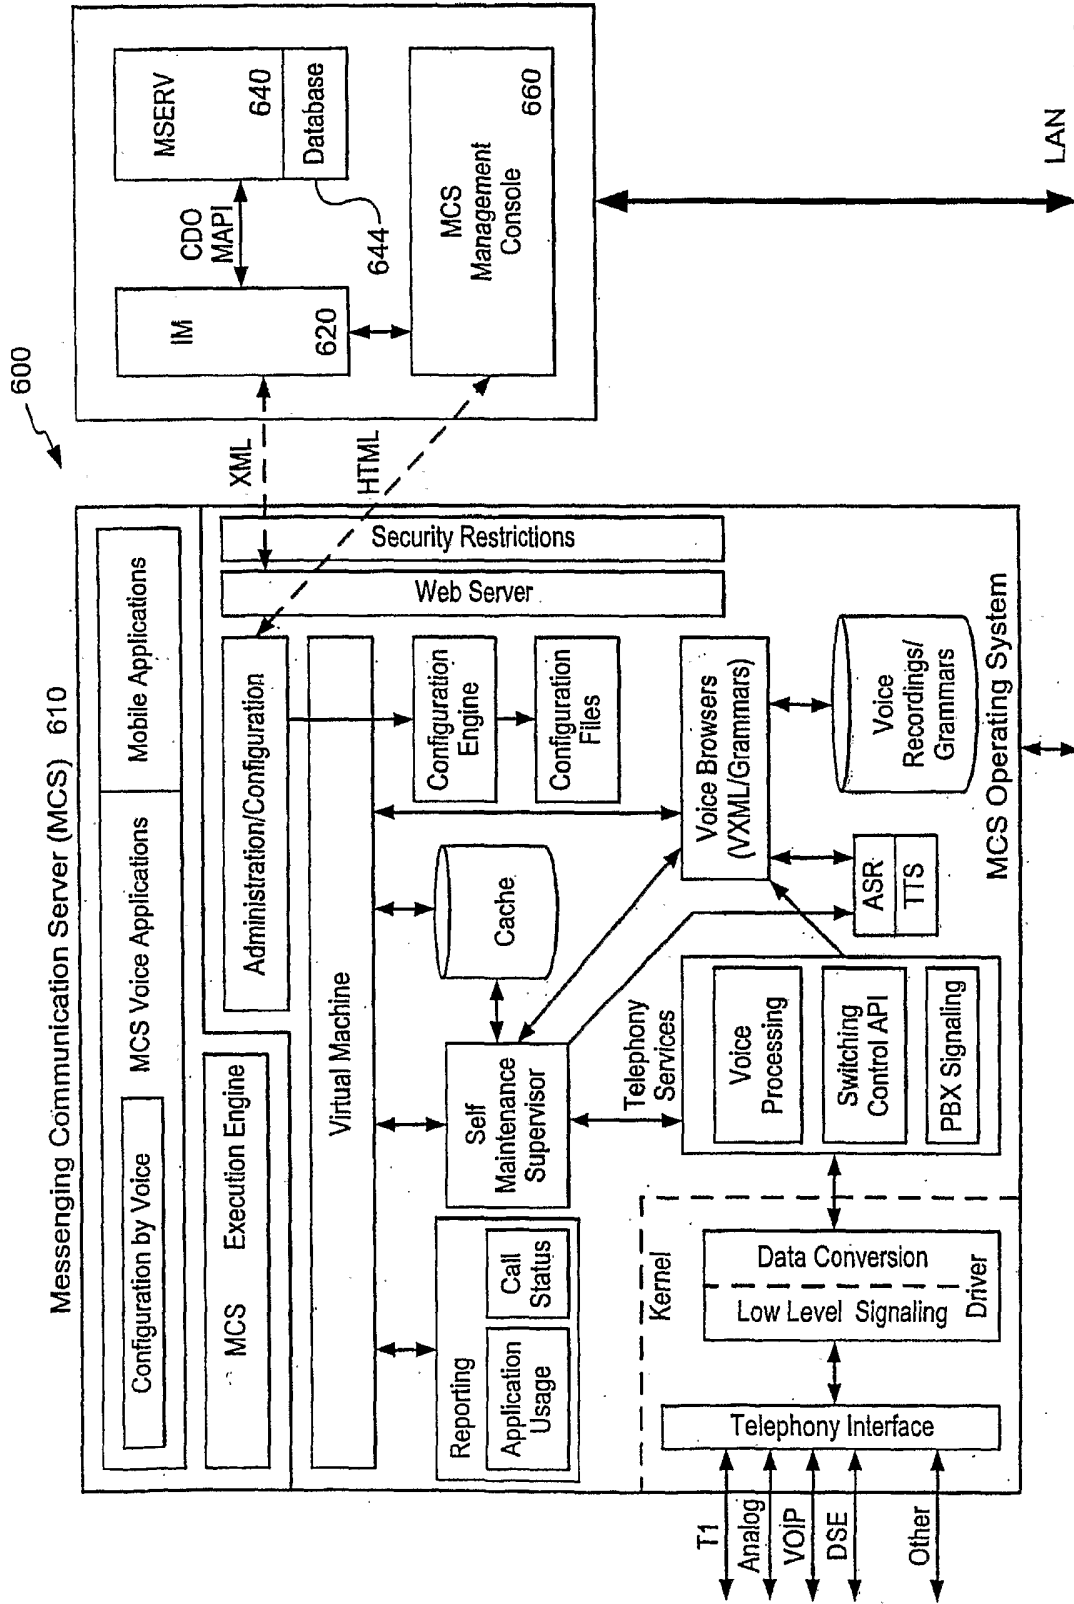 600
Messenging Communication Server (MCS) 610
Configuration by Voice
MCS Voice Applications
Mobile Applications
MCS Execution Engine
Administration/Configuration
Virtual Machine
Reporting
Application
Usage
Call
Status
Self
Maintenance
Supervisor
Cache
Configuration
Engine
Configuration
Files
Web Server
Security Restrictions
XML
HTML
IM
620
CDO
MAPI
MSERV
640
Database
644
MCS
Management
Console
660
LAN
Telephony
Services
Voice
Processing
Switching
Control API
PBX Signaling
Voice Browsers
(VXML/Grammars)
ASR
TTS
Voice
Recordings/
Grammars
MCS Operating System
Kernel
Data Conversion
Low Level Signaling
Driver
Telephony Interface
T1
Analog
VOIP
DSE
Other